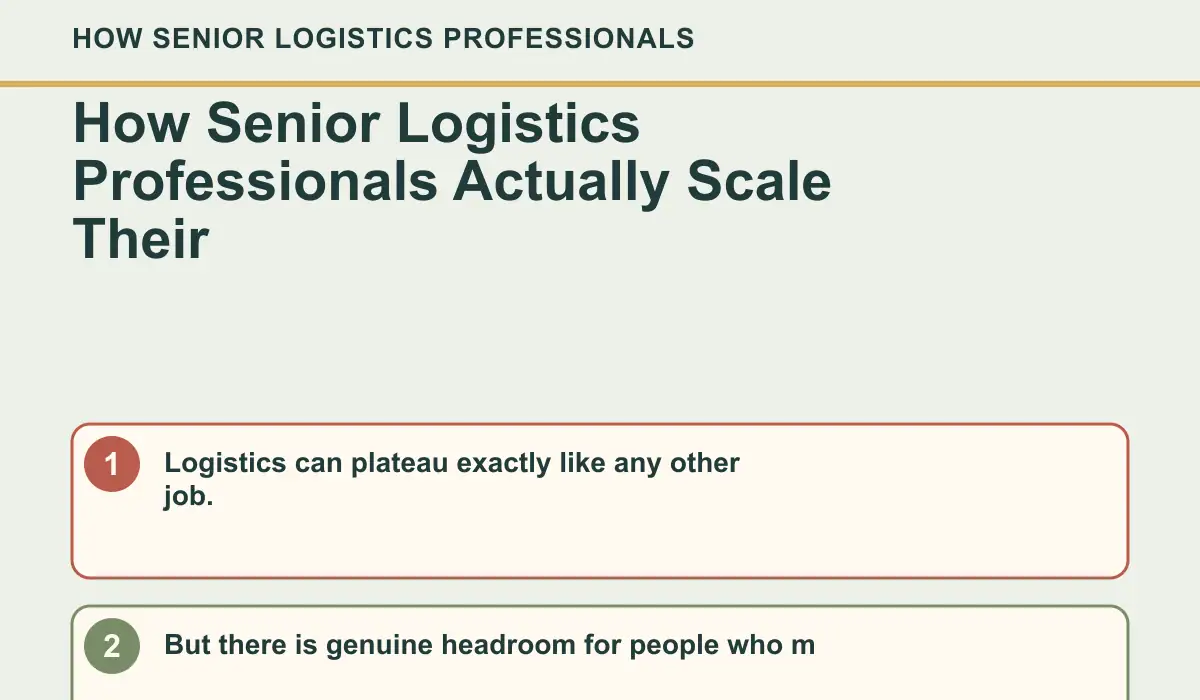 HOW SENIOR LOGISTICS PROFESSIONALS
How Senior Logistics
Professionals Actually Scale
Their
1
Logistics can plateau exactly like any other
job.
2
But there is genuine headroom for people who m